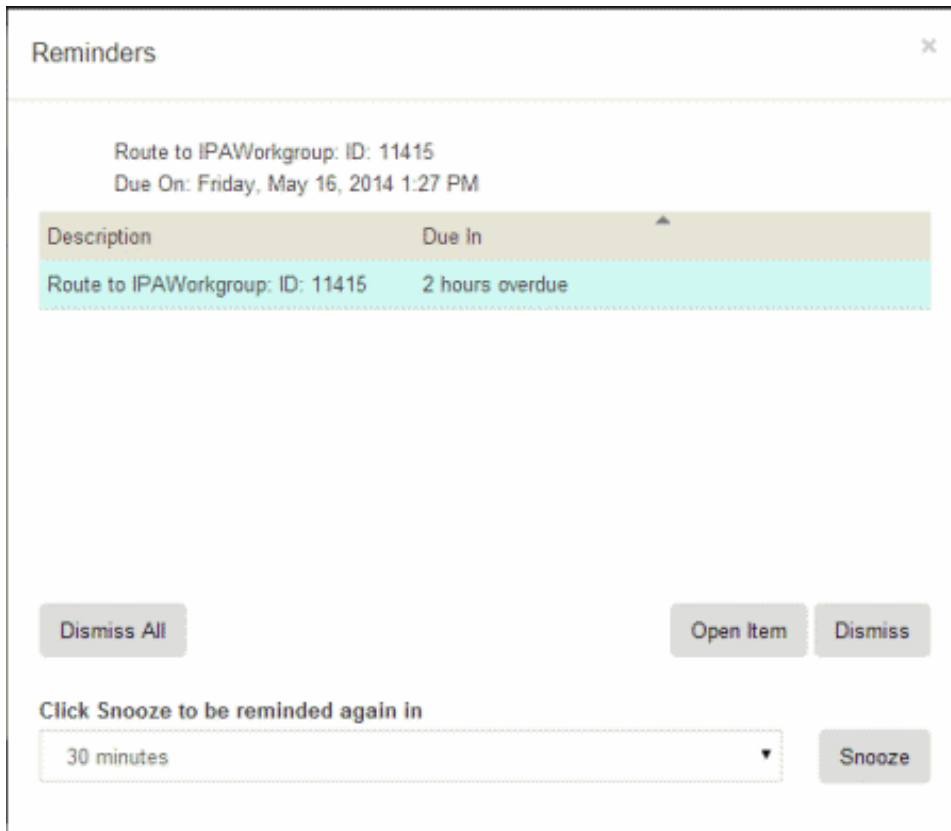 Reminders
Route to IPAWorkgroup: ID: 11415
Due On: Friday, May 16, 2014 1:27 PM
Description Due In
Route to IPAWorkgroup: ID: 11415 2 hours overdue
Dismiss All Open Item Dismiss
Click Snooze to be reminded again in
30 minutes Snooze